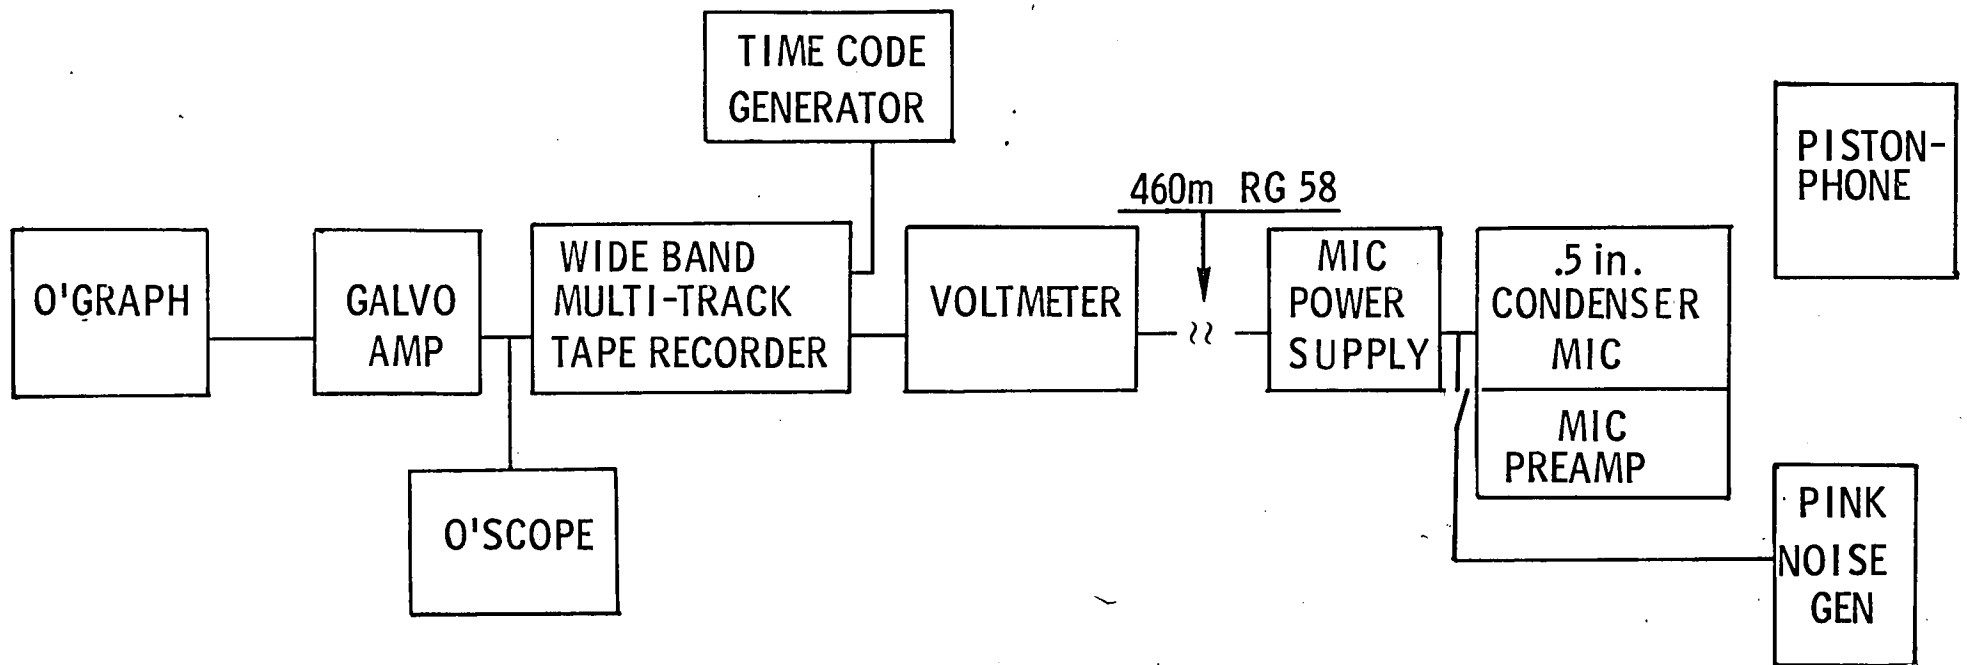 TIME CODE
GENERATOR
PISTON-
PHONE
460m RG 58
O'GRAPH
GALVO
AMP
WIDE BAND
MULTI-TRACK
TAPE RECORDER
VOLTMETER
MIC
POWER
SUPPLY
.5 in.
CONDENSER
MIC
MIC
PREAMP
O'SCOPE
PINK
NOISE
GEN